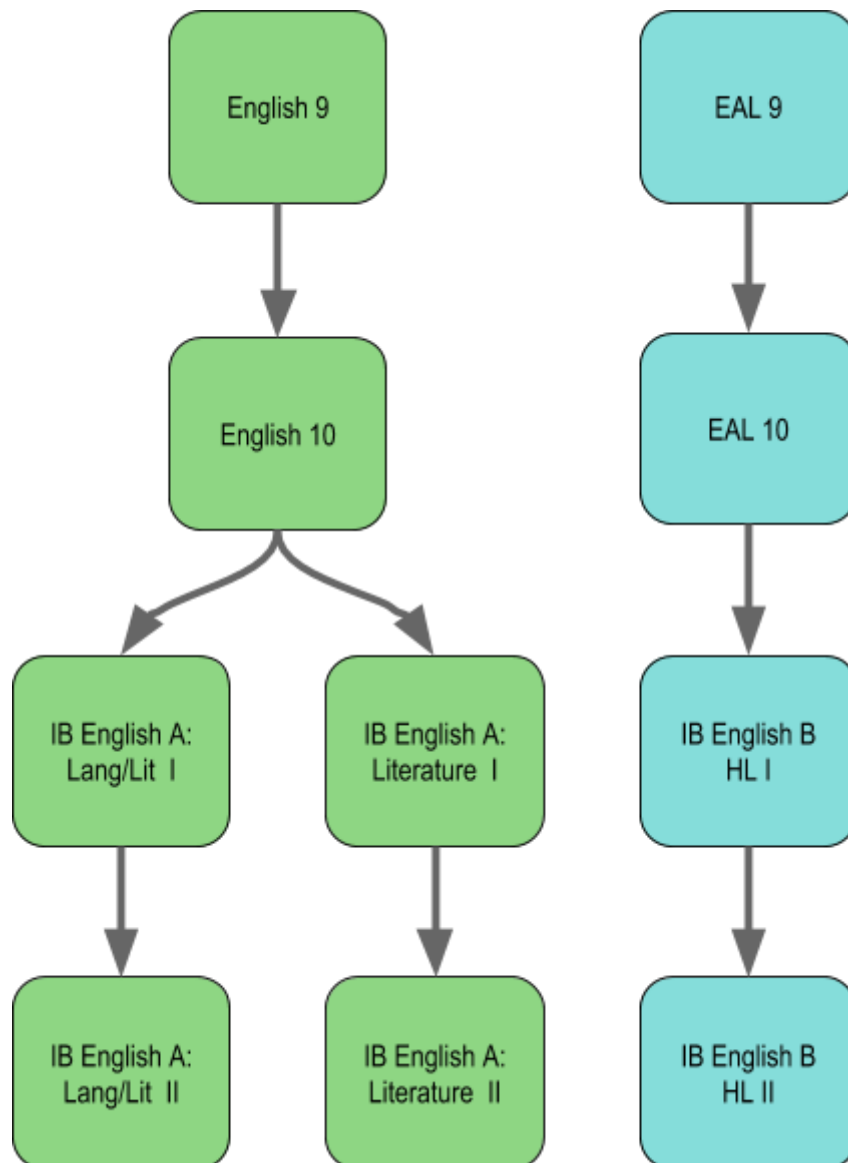 English 9
EAL 9
English 10
EAL 10
IB English A:
Lang/Lit I
IB English A:
Literature I
IB English B
HL I
IB English A:
Lang/Lit II
IB English A:
Literature II
IB English B
HL II